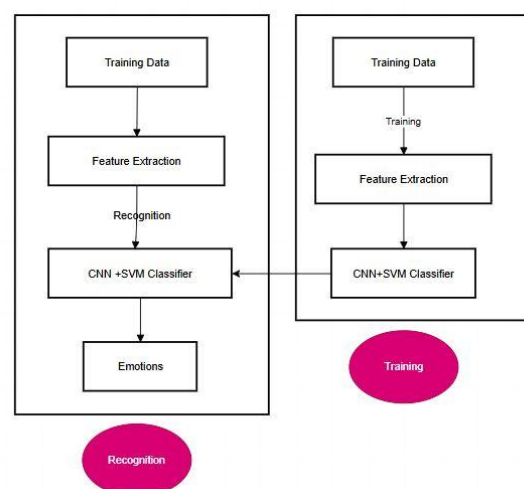 Training Data
Feature Extraction
Recognition
CNN +SVM Classifier
Emotions
Recognition
Training Data
Training
Feature Extraction
CNN+SVM Classifier
Training